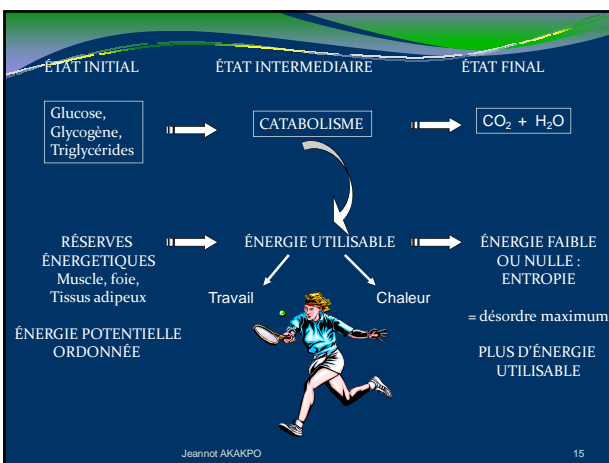 ÉTAT INITIAL
ÉTAT INTERMEDIAIRE
ÉTAT FINAL
Glucose,
Glycogène,
Triglycérides
CATABOLISME
CO₂ + H₂O
RÉSERVES
ÉNERGETIQUES
Muscle, foie,
Tissus adipeux
ÉNERGIE POTENTIELLE
ORDONNÉE
ÉNERGIE UTILISABLE
Travail
Chaleur
ÉNERGIE FAIBLE
OU NULLE :
ENTROPIE
= désordre maximum
PLUS D’ÉNERGIE
UTILISABLE
Jeannot AKAKPO
15